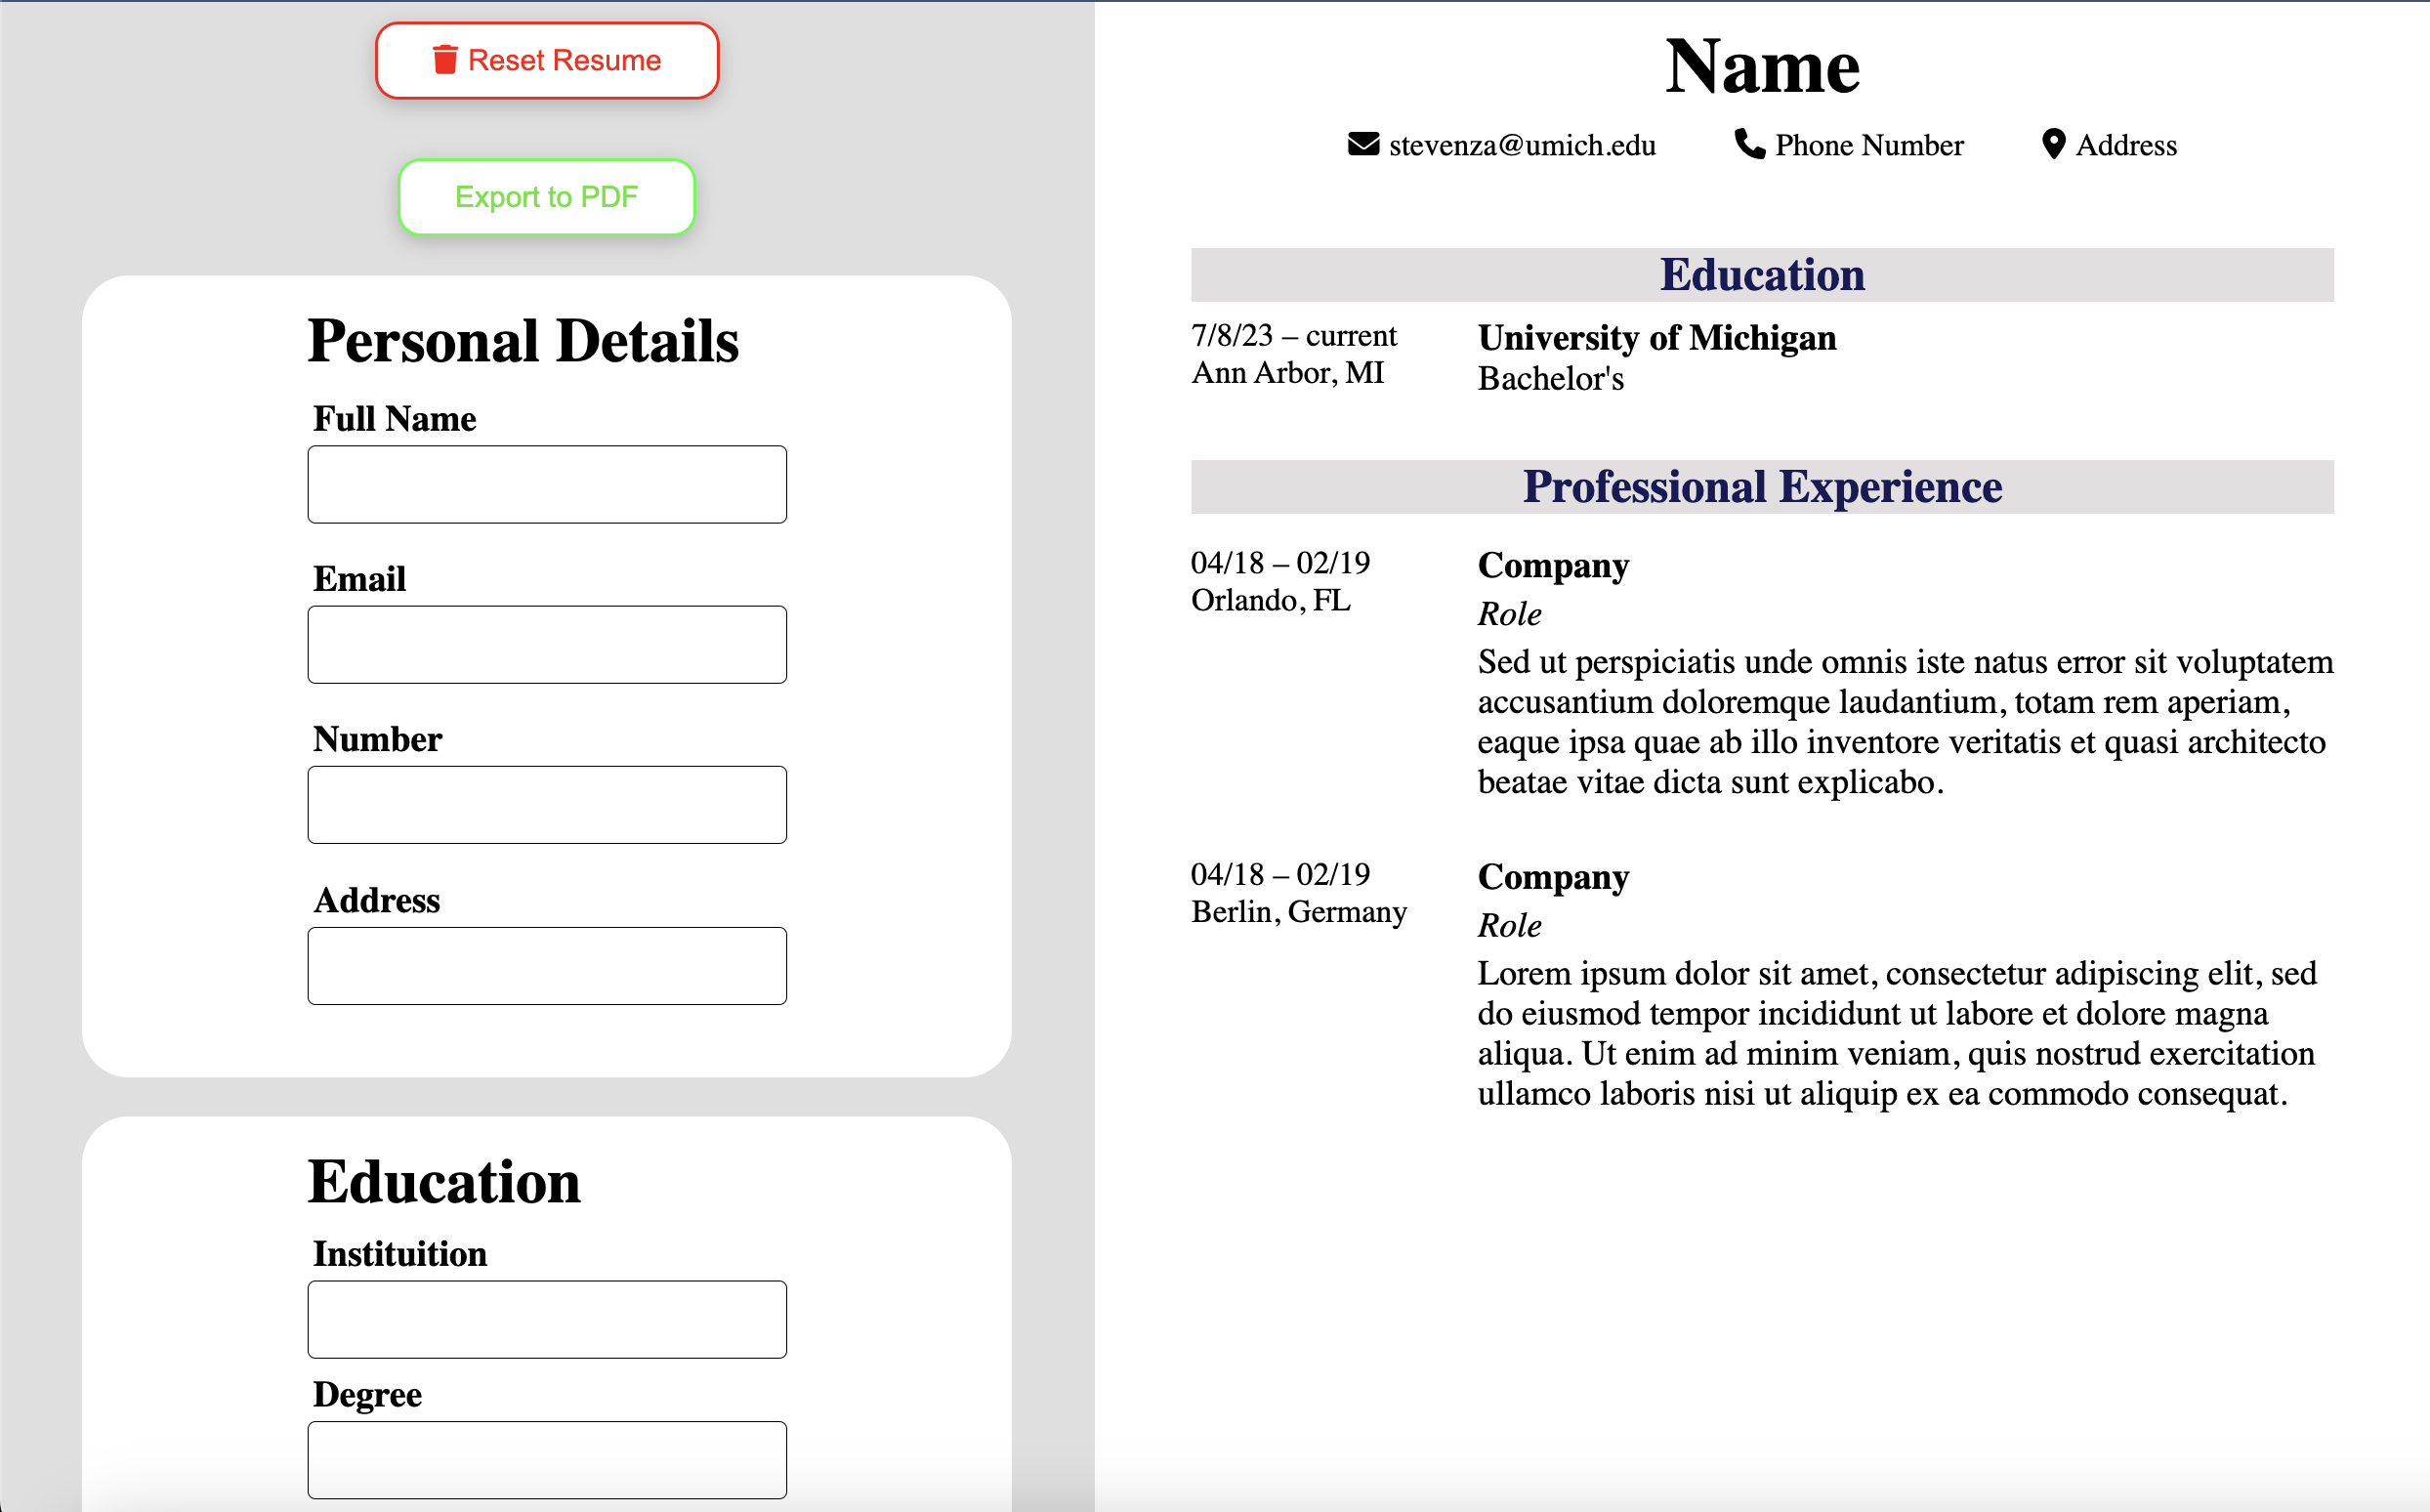 Reset Resume
Export to PDF
Personal Details
Full Name
Email
Number
Address
Education
Instituition
Degree
Name
stevenza@umich.edu Phone Number Address
Education
7/8/23 – current
Ann Arbor, MI
University of Michigan
Bachelor's
Professional Experience
04/18 – 02/19
Orlando, FL
Company
Role
Sed ut perspiciatis unde omnis iste natus error sit voluptatem
accusantium doloremque laudantium, totam rem aperiam,
eaque ipsa quae ab illo inventore veritatis et quasi architecto
beatae vitae dicta sunt explicabo.
04/18 – 02/19
Berlin, Germany
Company
Role
Lorem ipsum dolor sit amet, consectetur adipiscing elit, sed
do eiusmod tempor incididunt ut labore et dolore magna
aliqua. Ut enim ad minim veniam, quis nostrud exercitation
ullamco laboris nisi ut aliquip ex ea commodo consequat.